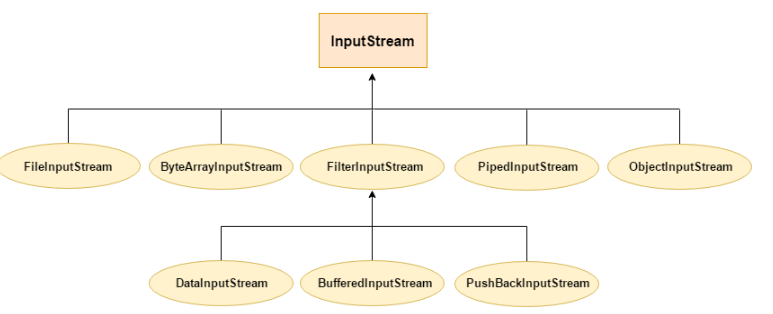 InputStream
FileInputStream
ByteArrayInputStream
FilterInputStream
PipedInputStream
ObjectInputStream
DataInputStream
BufferedInputStream
PushBackInputStream